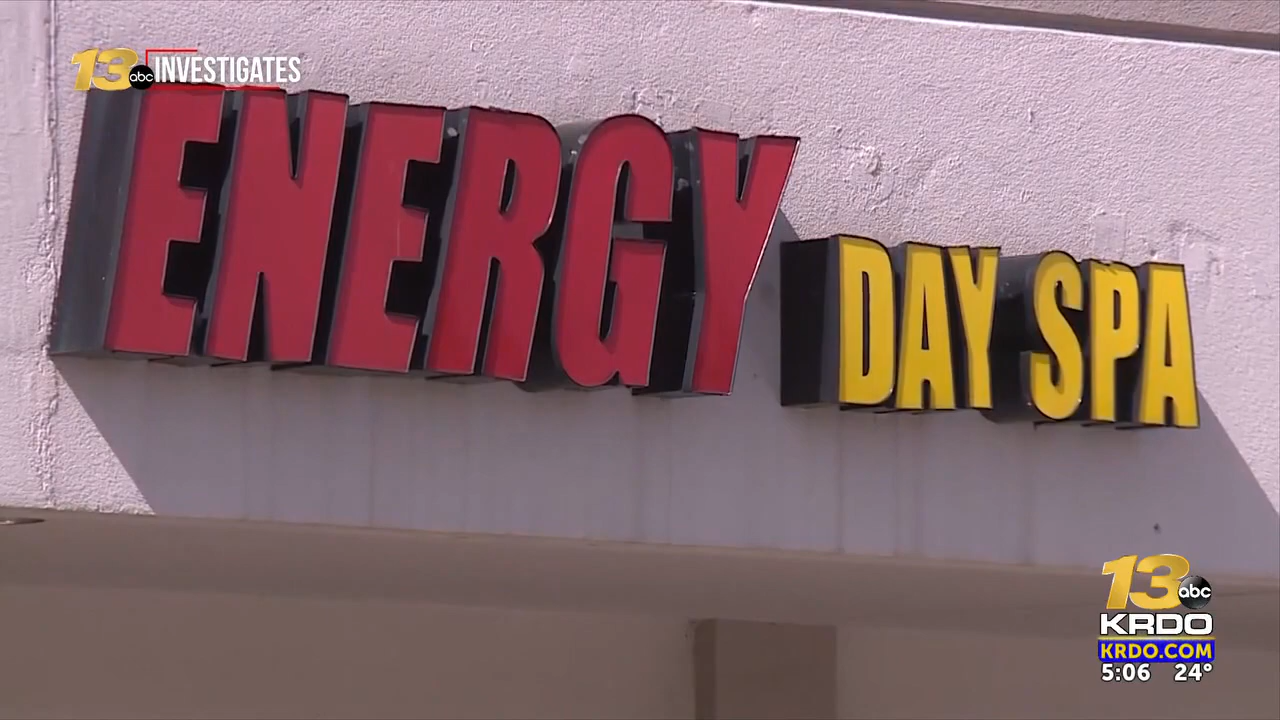 13 abc INVESTIGATES
ENERGY DAY SPA
13 abc
KRDO
KRDO.COM
5:06 24°